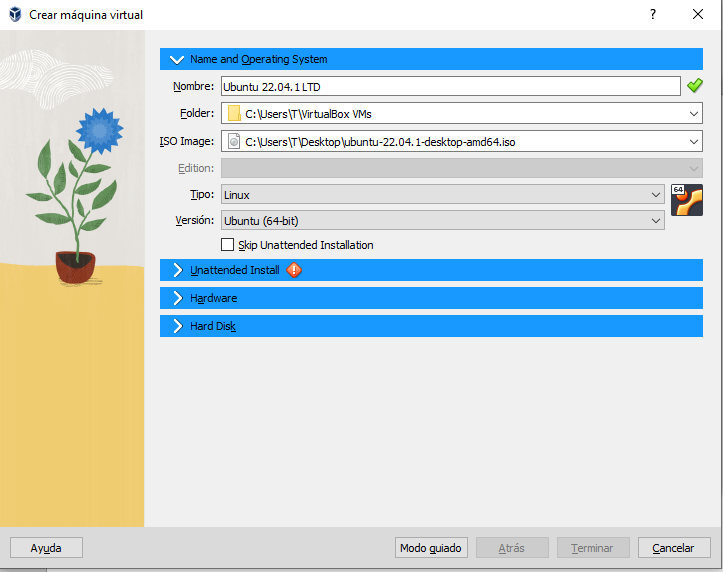 Crear máquina virtual
?
Name and Operating System
Nombre: Ubuntu 22.04.1 LTD
Folder: C:\Users\T\VirtualBox VMs
ISO Image: C:\Users\T\Desktop\ubuntu-22.04.1-desktop-amd64.iso
Edition:
Tipo: Linux
64
Versión: Ubuntu (64-bit)
Skip Unattended Installation
Unattended Install
Hardware
Hard Disk
Ayuda Modo guiado Atrás Terminar Cancelar